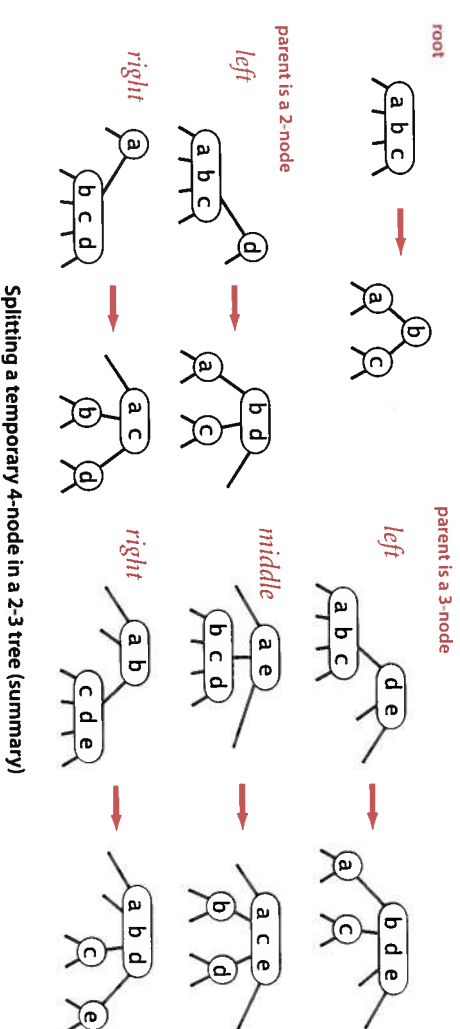 root
a b c
b
a
c
parent is a 2-node
left
d
a b c
b d
a
c
right
a
b c d
a c
b
d
parent is a 3-node
left
d e
a b c
b d e
a
c
middle
a e
b c d
a c e
b
d
right
a b
c d e
a b d
c
e
Splitting a temporary 4-node in a 2-3 tree (summary)